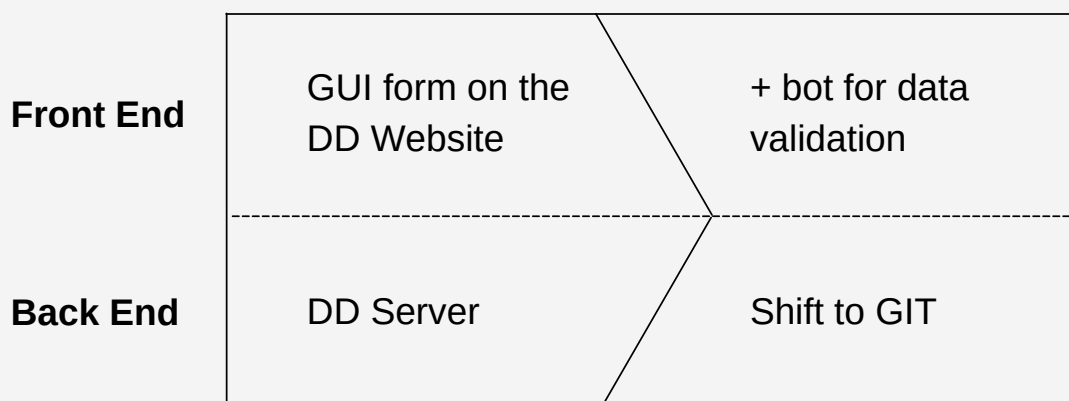 Front End
GUI form on the
DD Website
+ bot for data
validation
Back End
DD Server
Shift to GIT